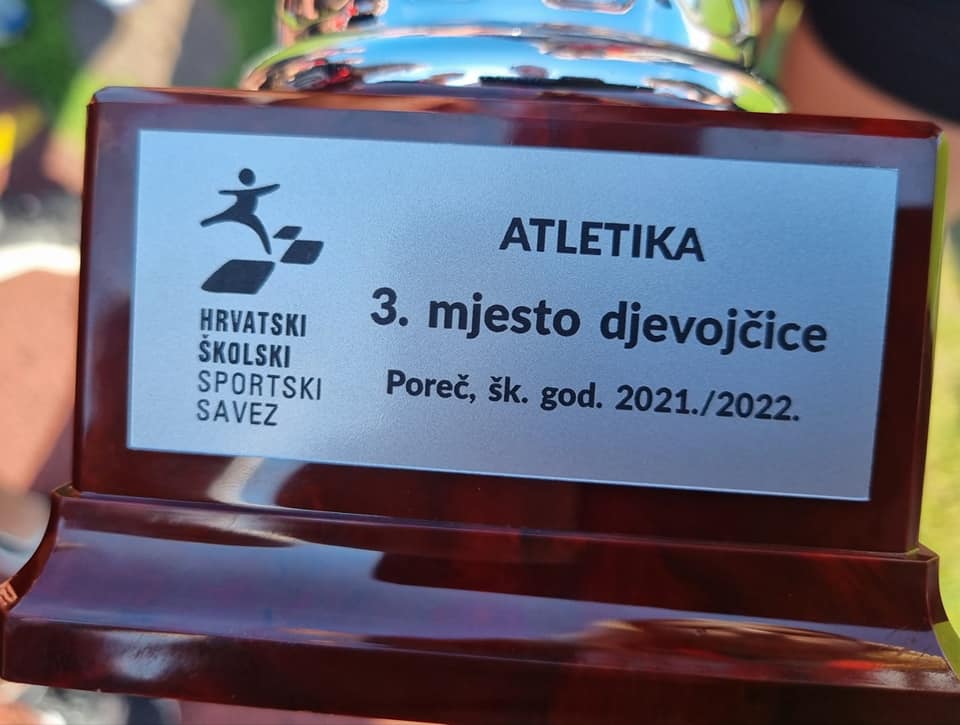 HRVATSKI
ŠKOLSKI
SPORTSKI
SAVEZ
ATLETIKA
3. mjesto djevojčice
Poreč, šk. god. 2021./2022.